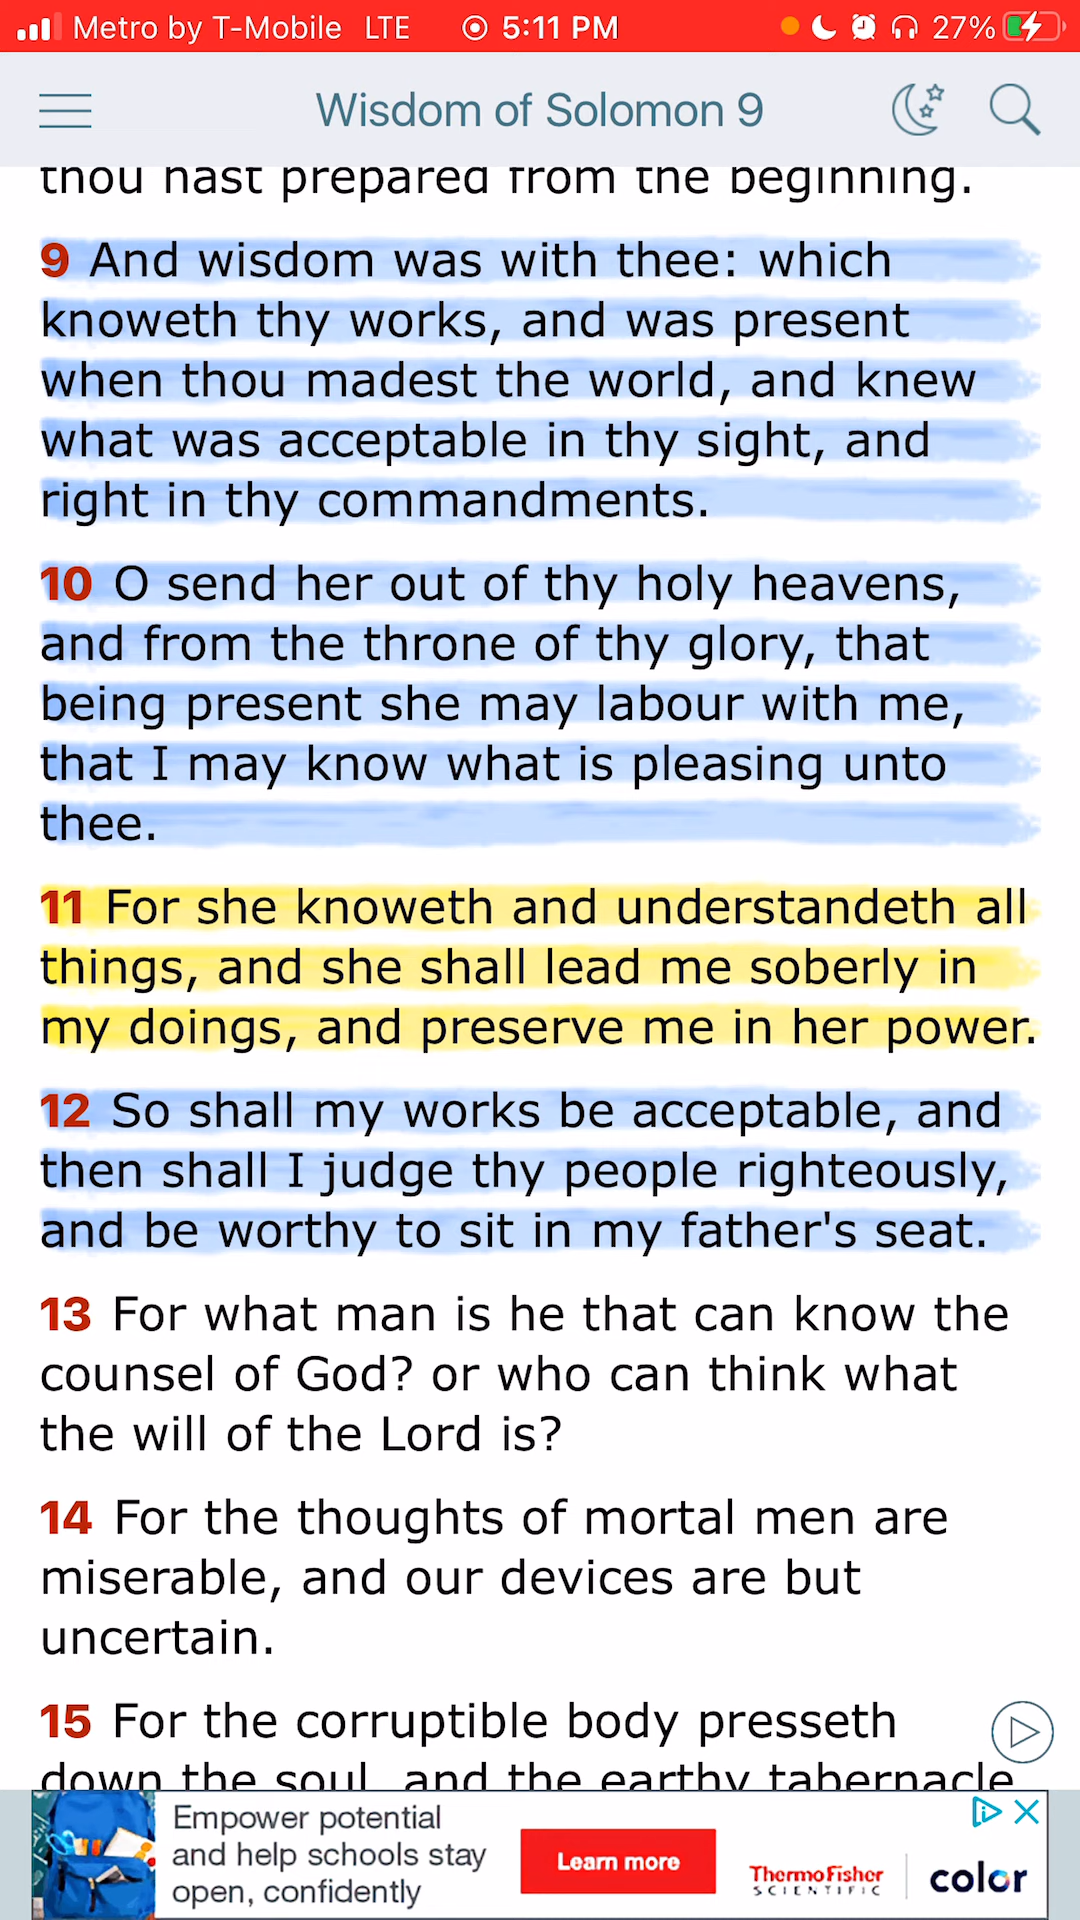 Metro by T-Mobile LTE 5:11 PM 27%
Wisdom of Solomon 9
thou hast prepared from the beginning.
9 And wisdom was with thee: which
knoweth thy works, and was present
when thou madest the world, and knew
what was acceptable in thy sight, and
right in thy commandments.
10 O send her out of thy holy heavens,
and from the throne of thy glory, that
being present she may labour with me,
that I may know what is pleasing unto
thee.
11 For she knoweth and understandeth all
things, and she shall lead me soberly in
my doings, and preserve me in her power.
12 So shall my works be acceptable, and
then shall I judge thy people righteously,
and be worthy to sit in my father's seat.
13 For what man is he that can know the
counsel of God? or who can think what
the will of the Lord is?
14 For the thoughts of mortal men are
miserable, and our devices are but
uncertain.
15 For the corruptible body presseth
down the soul, and the earthy tabernacle
Empower potential
and help schools stay
open, confidently
Learn more
ThermoFisher
SCIENTIFIC
color